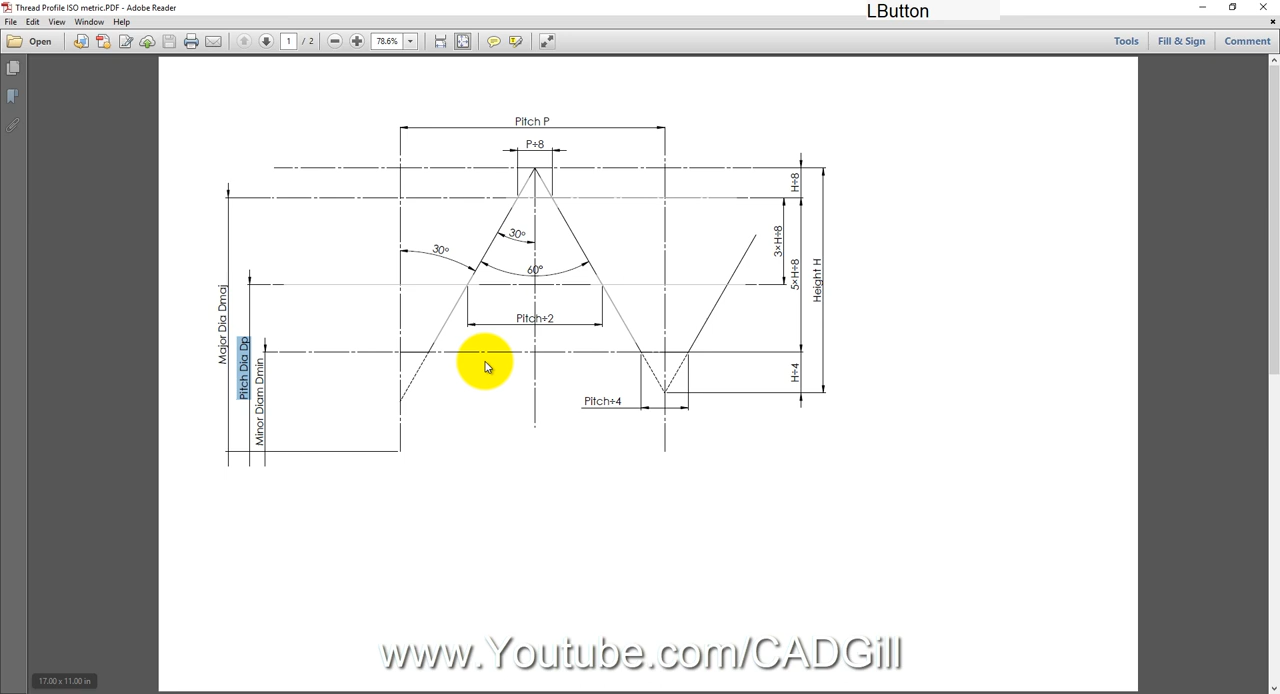 Thread Profile ISO metric.PDF - Adobe Reader
LButton
File Edit View Window Help
Open
1 / 2
78.6%
Tools
Fill & Sign
Comment
Pitch P
P÷8
H÷8
30°
30°
60°
3×H÷8
5×H÷8
Height H
Pitch÷2
Major Dia Dmaj
Pitch Dia Dp
Minor Diam Dmin
H÷4
Pitch÷4
www.Youtube.com/CADGill
17.00 x 11.00 in